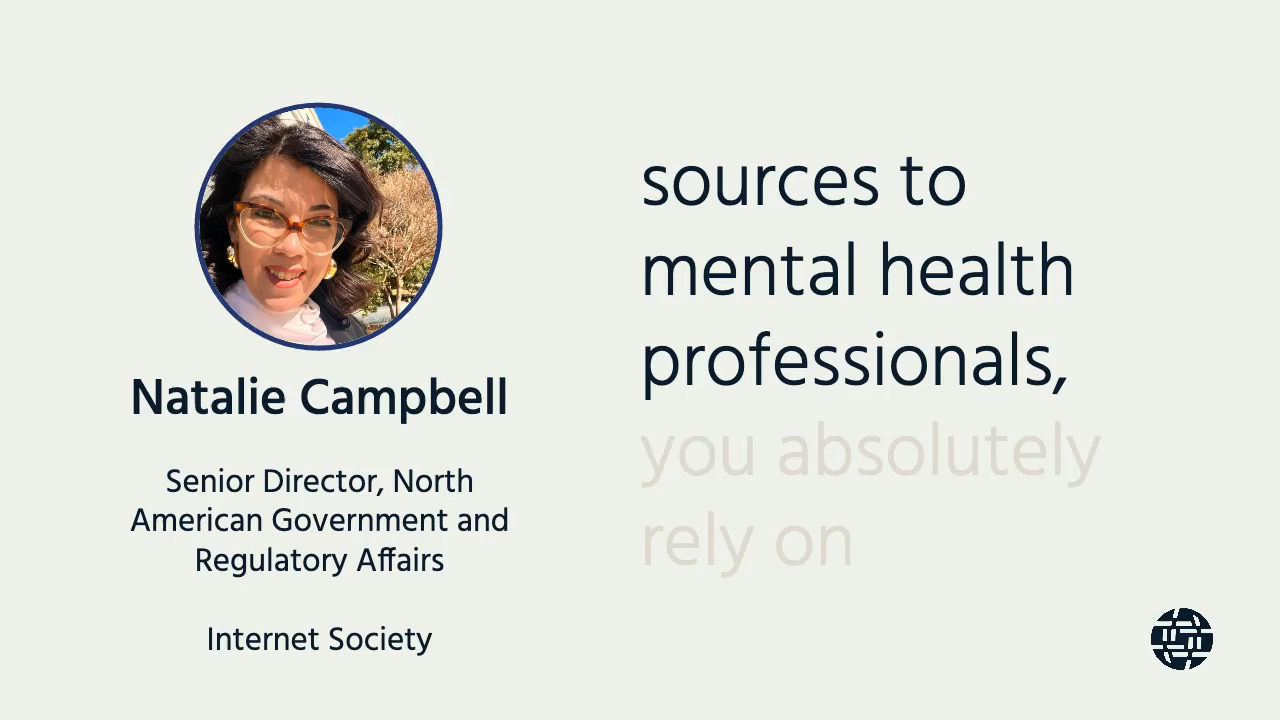 Natalie Campbell
Senior Director, North
American Government and
Regulatory Affairs
Internet Society
sources to
mental health
professionals,
you absolutely
rely on